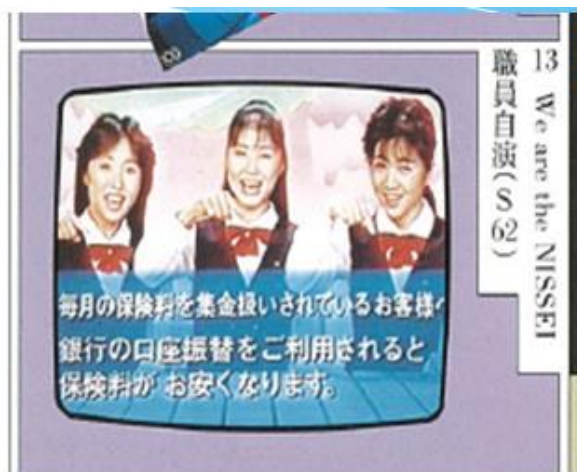 13 We are the NISSEI
職員自演(S62)
毎月の保険料を集金扱いされているお客様へ
銀行の口座振替をご利用されると
保険料が お安くなります。